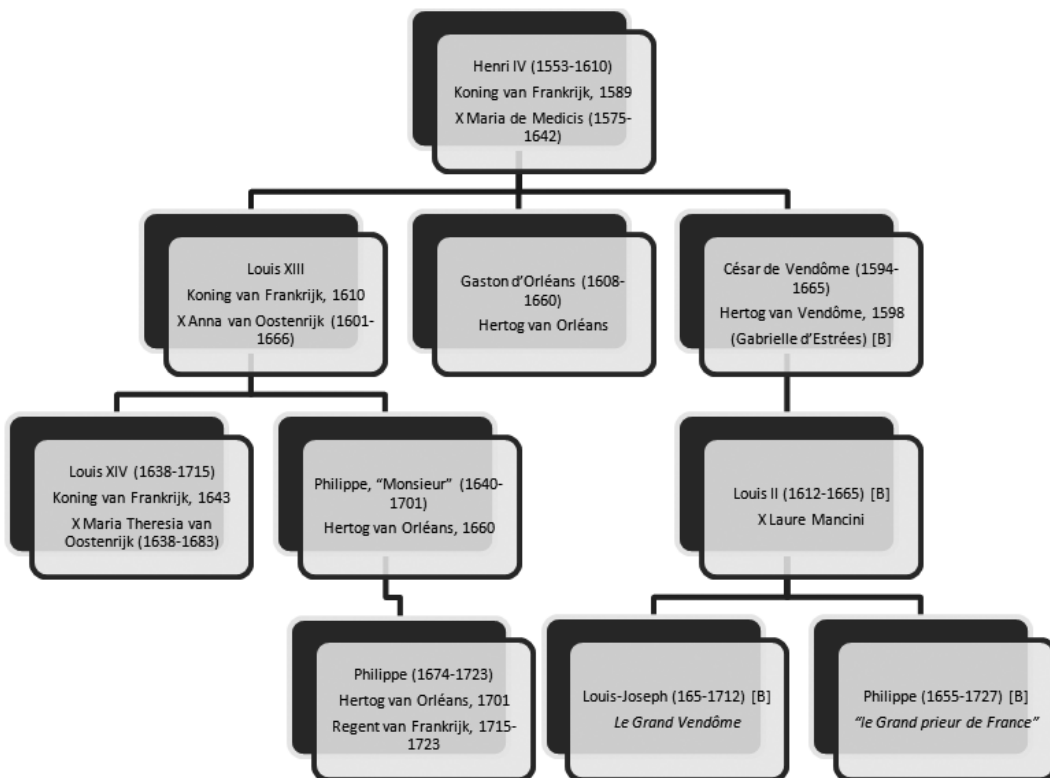 Henri IV (1553-1610)
Koning van Frankrijk, 1589
X Maria de Medicis (1575-
1642)
Louis XIII
Koning van Frankrijk, 1610
X Anna van Oostenrijk (1601-
1666)
Gaston d’Orléans (1608-
1660)
Hertog van Orléans
César de Vendôme (1594-
1665)
Hertog van Vendôme, 1598
(Gabrielle d’Estrées) [B]
Louis XIV (1638-1715)
Koning van Frankrijk, 1643
X Maria Theresia van
Oostenrijk (1638-1683)
Philippe, “Monsieur” (1640-
1701)
Hertog van Orléans, 1660
Louis II (1612-1665) [B]
X Laure Mancini
Philippe (1674-1723)
Hertog van Orléans, 1701
Regent van Frankrijk, 1715-
1723
Louis-Joseph (165-1712) [B]
Le Grand Vendôme
Philippe (1655-1727) [B]
“le Grand prieur de France”